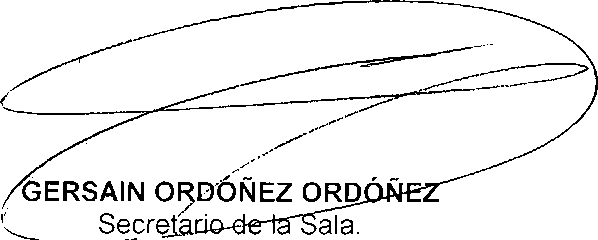 GERSAIN ORDÓÑEZ ORDÓÑEZ
Secretario de la Sala.